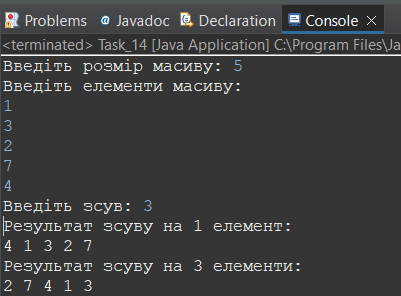 Problems Javadoc Declaration Console
<terminated> Task_14 [Java Application] C:\Program Files\Ja
Введіть розмір масиву: 5
Введіть елементи масиву:
1
3
2
7
4
Введіть зсув: 3
Результат зсуву на 1 елемент:
4 1 3 2 7
Результат зсуву на 3 елементи:
2 7 4 1 3